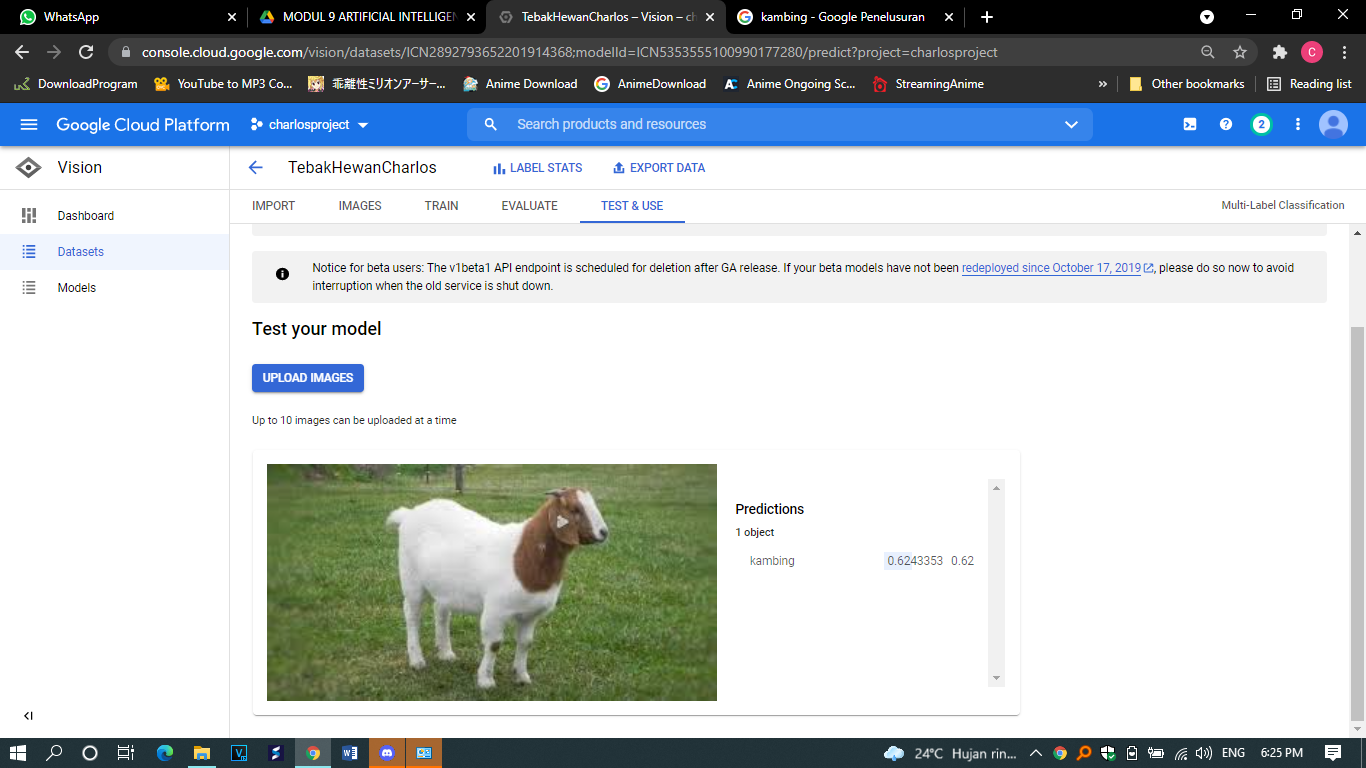 WhatsApp
MODUL 9 ARTIFICIAL INTELLIGEN
TebakHewanCharlos – Vision – ch
kambing - Google Penelusuran
console.cloud.google.com/vision/datasets/ICN2892793652201914368;modelId=ICN5353555100990177280/predict?project=charlosproject
C
DownloadProgram
YouTube to MP3 Co...
乖離性ミリオンアーサー...
Anime Download
AnimeDownload
Anime Ongoing Sc...
StreamingAnime
»
Other bookmarks
Reading list
Google Cloud Platform
charlosproject
Search products and resources
2
Vision
TebakHewanCharlos
LABEL STATS
EXPORT DATA
Dashboard
Datasets
Models
IMPORT
IMAGES
TRAIN
EVALUATE
TEST & USE
Multi-Label Classification
Notice for beta users: The v1beta1 API endpoint is scheduled for deletion after GA release. If your beta models have not been redeployed since October 17, 2019, please do so now to avoid
interruption when the old service is shut down.
Test your model
UPLOAD IMAGES
Up to 10 images can be uploaded at a time
Predictions
1 object
kambing 0.6243353 0.62
24°C Hujan rin...
ENG
6:25 PM